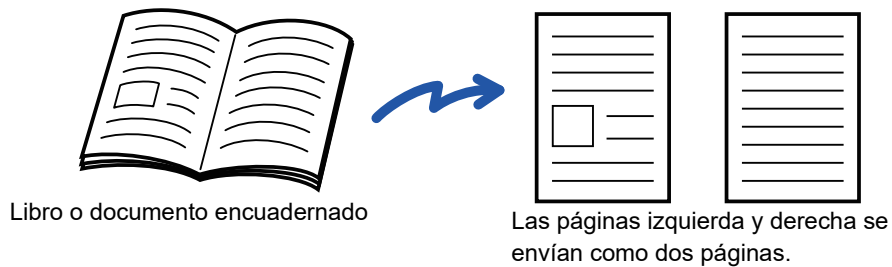 Libro o documento encuadernado
Las páginas izquierda y derecha se
envían como dos páginas.